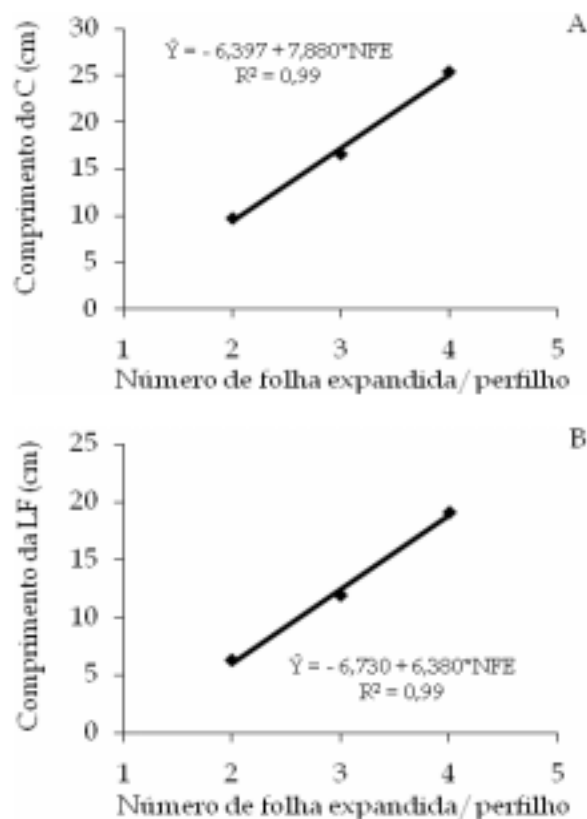 A
Ŷ = - 6,397 + 7,880*NFE
R² = 0,99
Comprimento do C (cm)
30
25
20
15
10
5
0
1 2 3 4 5
Número de folha expandida/perfilho
B
Ŷ = - 6,730 + 6,380*NFE
R² = 0,99
Comprimento da LF (cm)
25
20
15
10
5
0
1 2 3 4 5
Número de folha expandida/perfilho